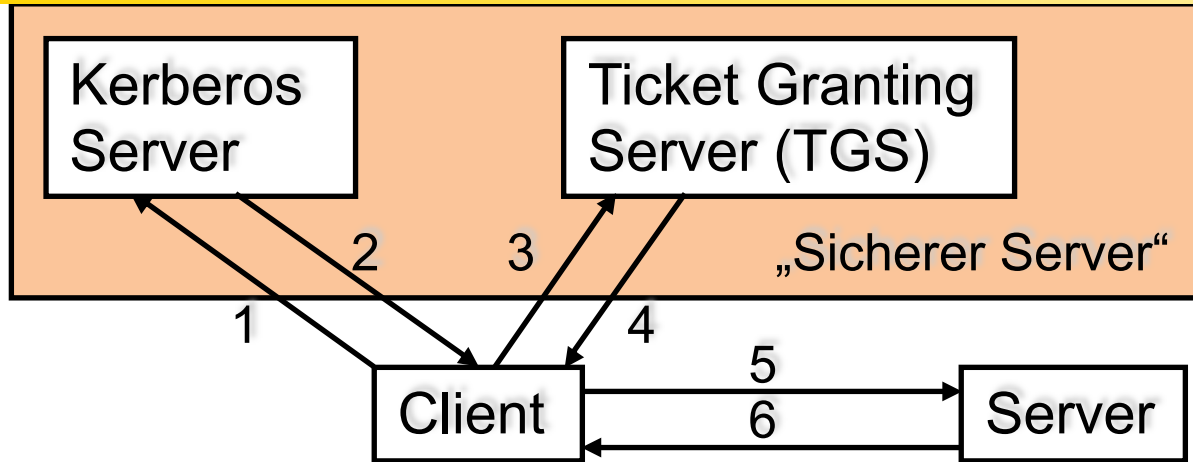 Kerberos
Server
Ticket Granting
Server (TGS)
2
3
„Sicherer Server“
1
4
5
Client
Server
6